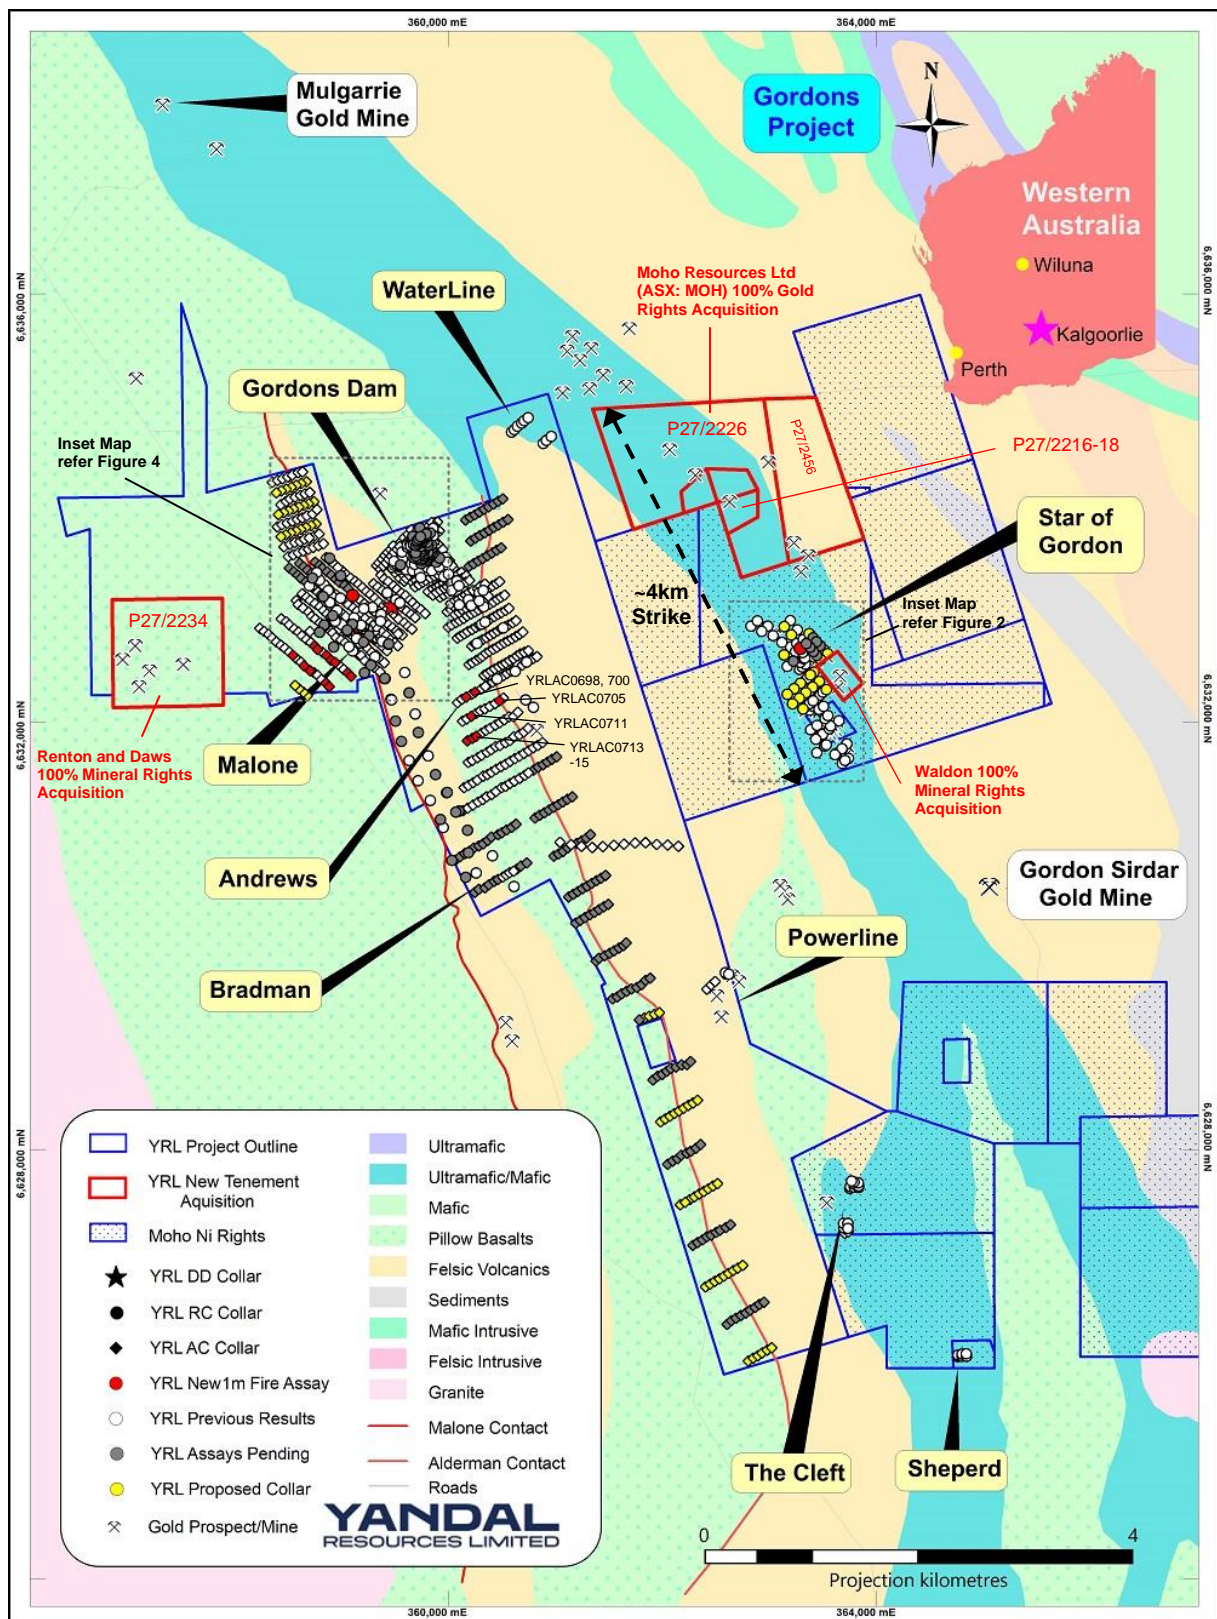 360,000 mE
364,000 mE
Mulgarrie
Gold Mine
Gordons
Project
N
Western
Australia
Wiluna
Kalgoorlie
Perth
6,636,000 mN
6,636,000 mN
WaterLine
Moho Resources Ltd
(ASX: MOH) 100% Gold
Rights Acquisition
Gordons Dam
Inset Map
refer Figure 4
P27/2226
P27/2456
P27/2216-18
Star of
Gordon
~4km
Strike
Inset Map
refer Figure 2
P27/2234
YRLAC0698, 700
YRLAC0705
YRLAC0711
YRLAC0713
-15
6,632,000 mN
6,632,000 mN
Renton and Daws
100% Mineral Rights
Acquisition
Malone
Waldon 100%
Mineral Rights
Acquisition
Andrews
Gordon Sirdar
Gold Mine
Powerline
Bradman
6,628,000 mN
6,628,000 mN
YRL Project Outline
YRL New Tenement
Aquisition
Moho Ni Rights
YRL DD Collar
YRL RC Collar
YRL AC Collar
YRL New1m Fire Assay
YRL Previous Results
YRL Assays Pending
YRL Proposed Collar
Gold Prospect/Mine
Ultramafic
Ultramafic/Mafic
Mafic
Pillow Basalts
Felsic Volcanics
Sediments
Mafic Intrusive
Felsic Intrusive
Granite
Malone Contact
Alderman Contact
Roads
YANDAL
RESOURCES LIMITED
The Cleft
Sheperd
0
4
Projection kilometres
360,000 mE
364,000 mE